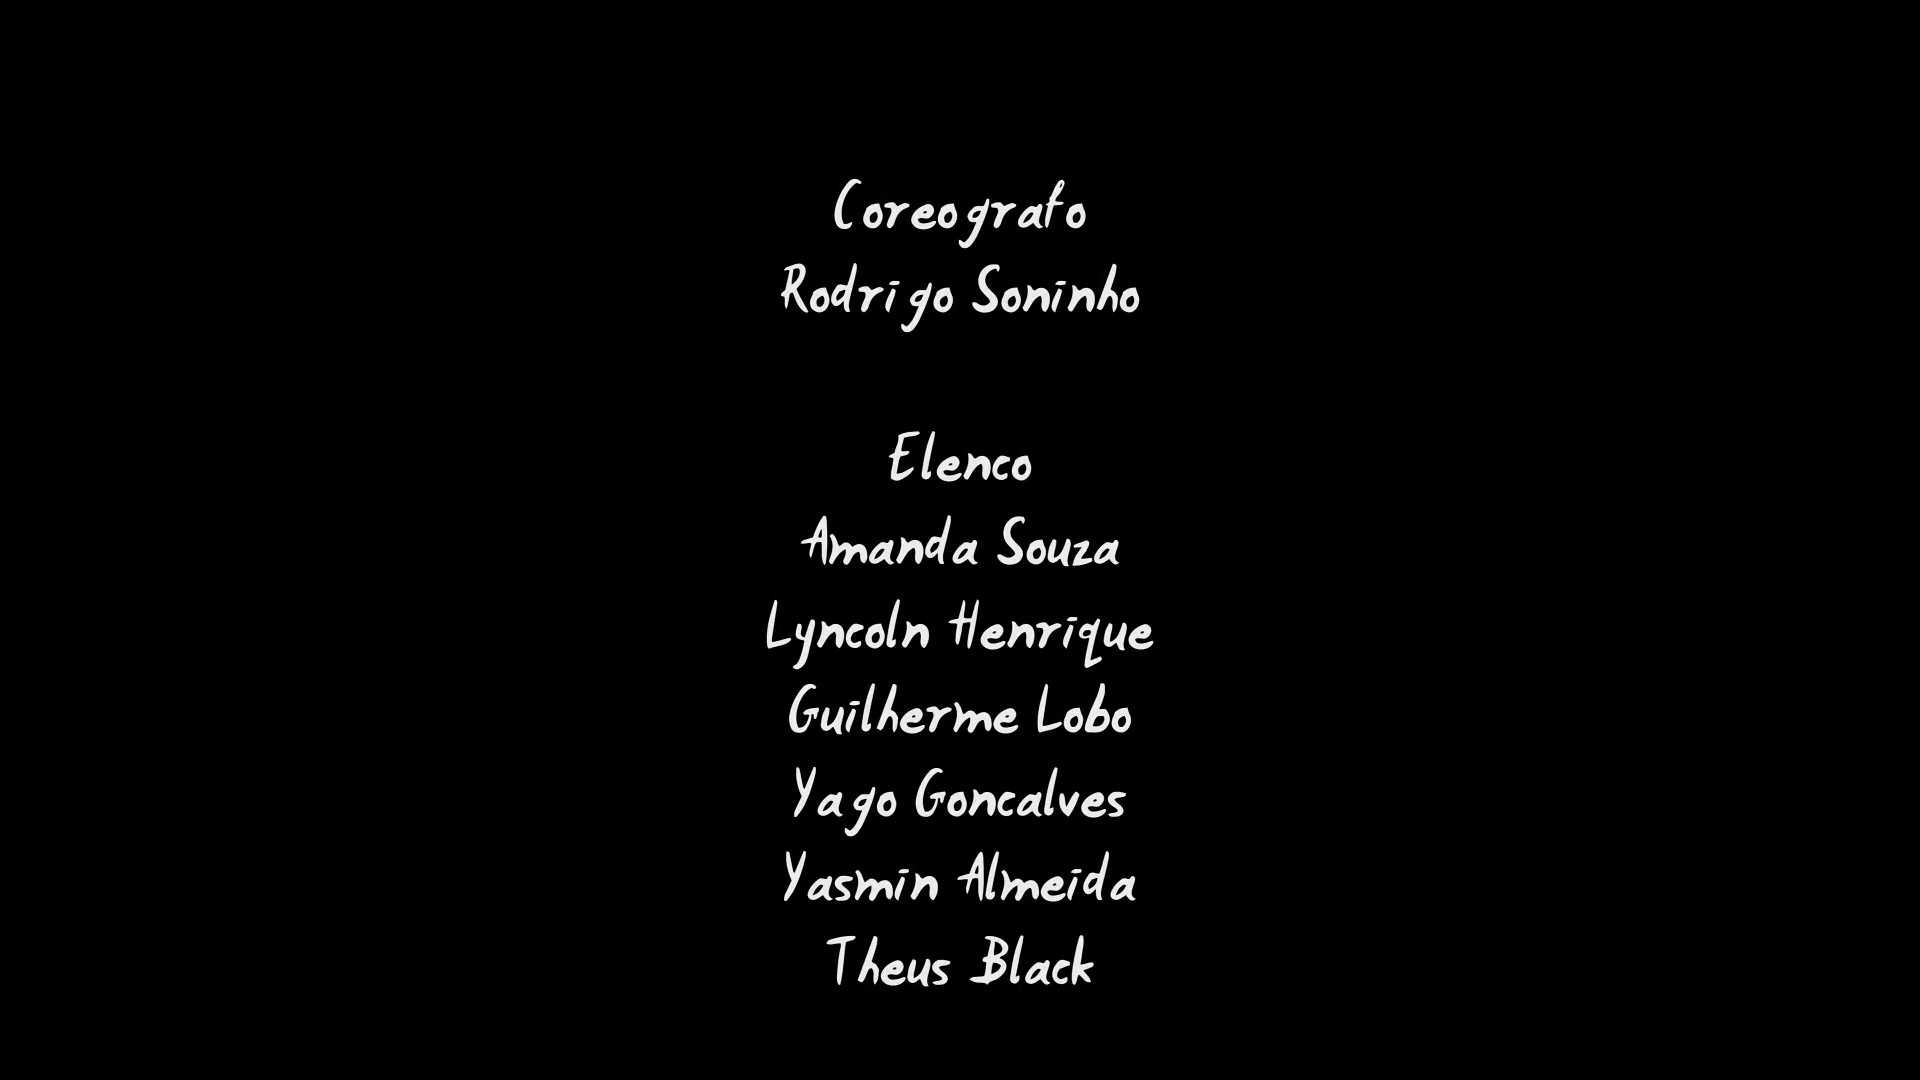 Coreografo
Rodrigo Soninho
Elenco
Amanda Souza
Lyncoln Henrique
Guilherme Lobo
Yago Goncalves
Yasmin Almeida
Theus Black